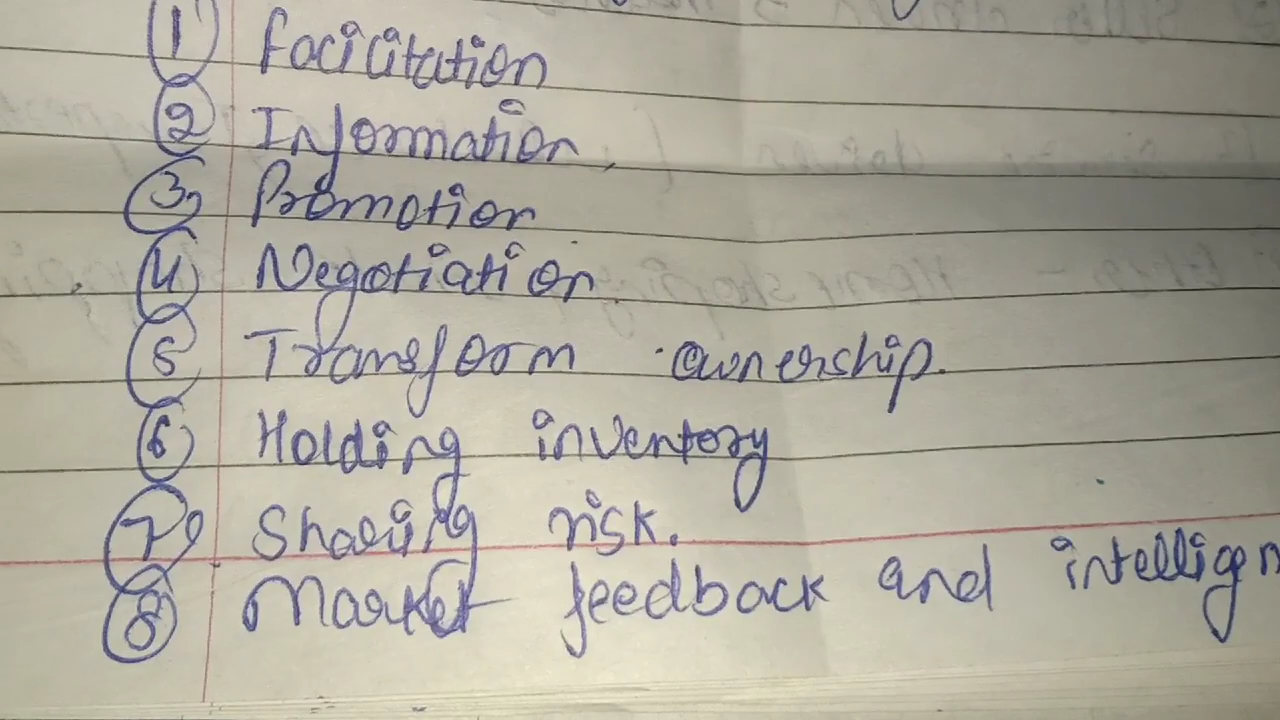 ① Facilitation
② Information,
③ Promotion
④ Negotiation
⑤ Transform ownership.
⑥ Holding inventory
⑦ Sharing risk.
⑧ Market feedback and intelligen